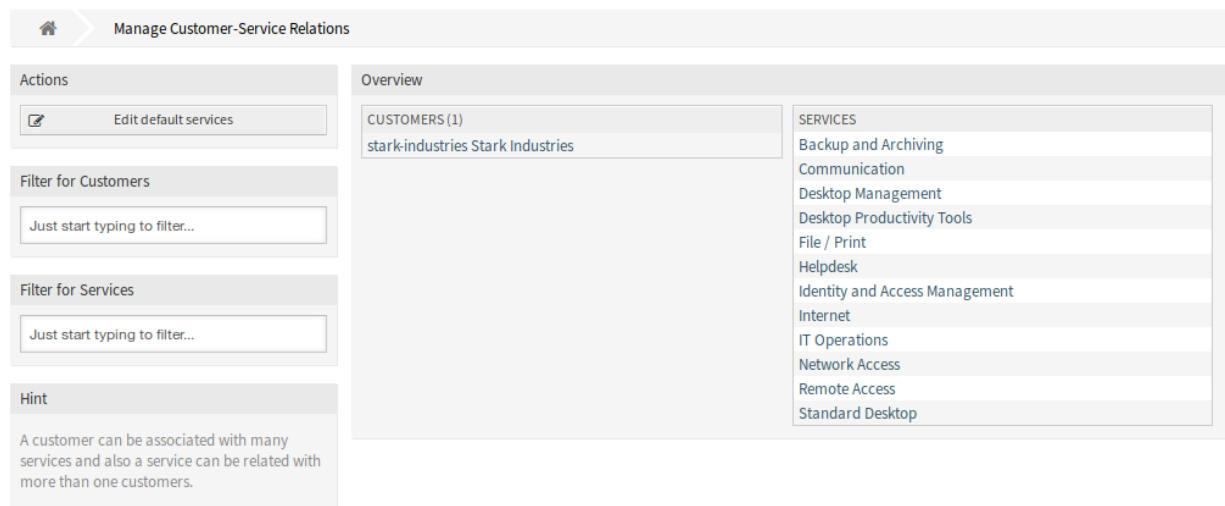 Manage Customer-Service Relations
Actions
Edit default services
Filter for Customers
Just start typing to filter...
Filter for Services
Just start typing to filter...
Hint
A customer can be associated with many
services and also a service can be related with
more than one customers.
Overview
CUSTOMERS (1)
stark-industries Stark Industries
SERVICES
Backup and Archiving
Communication
Desktop Management
Desktop Productivity Tools
File / Print
Helpdesk
Identity and Access Management
Internet
IT Operations
Network Access
Remote Access
Standard Desktop